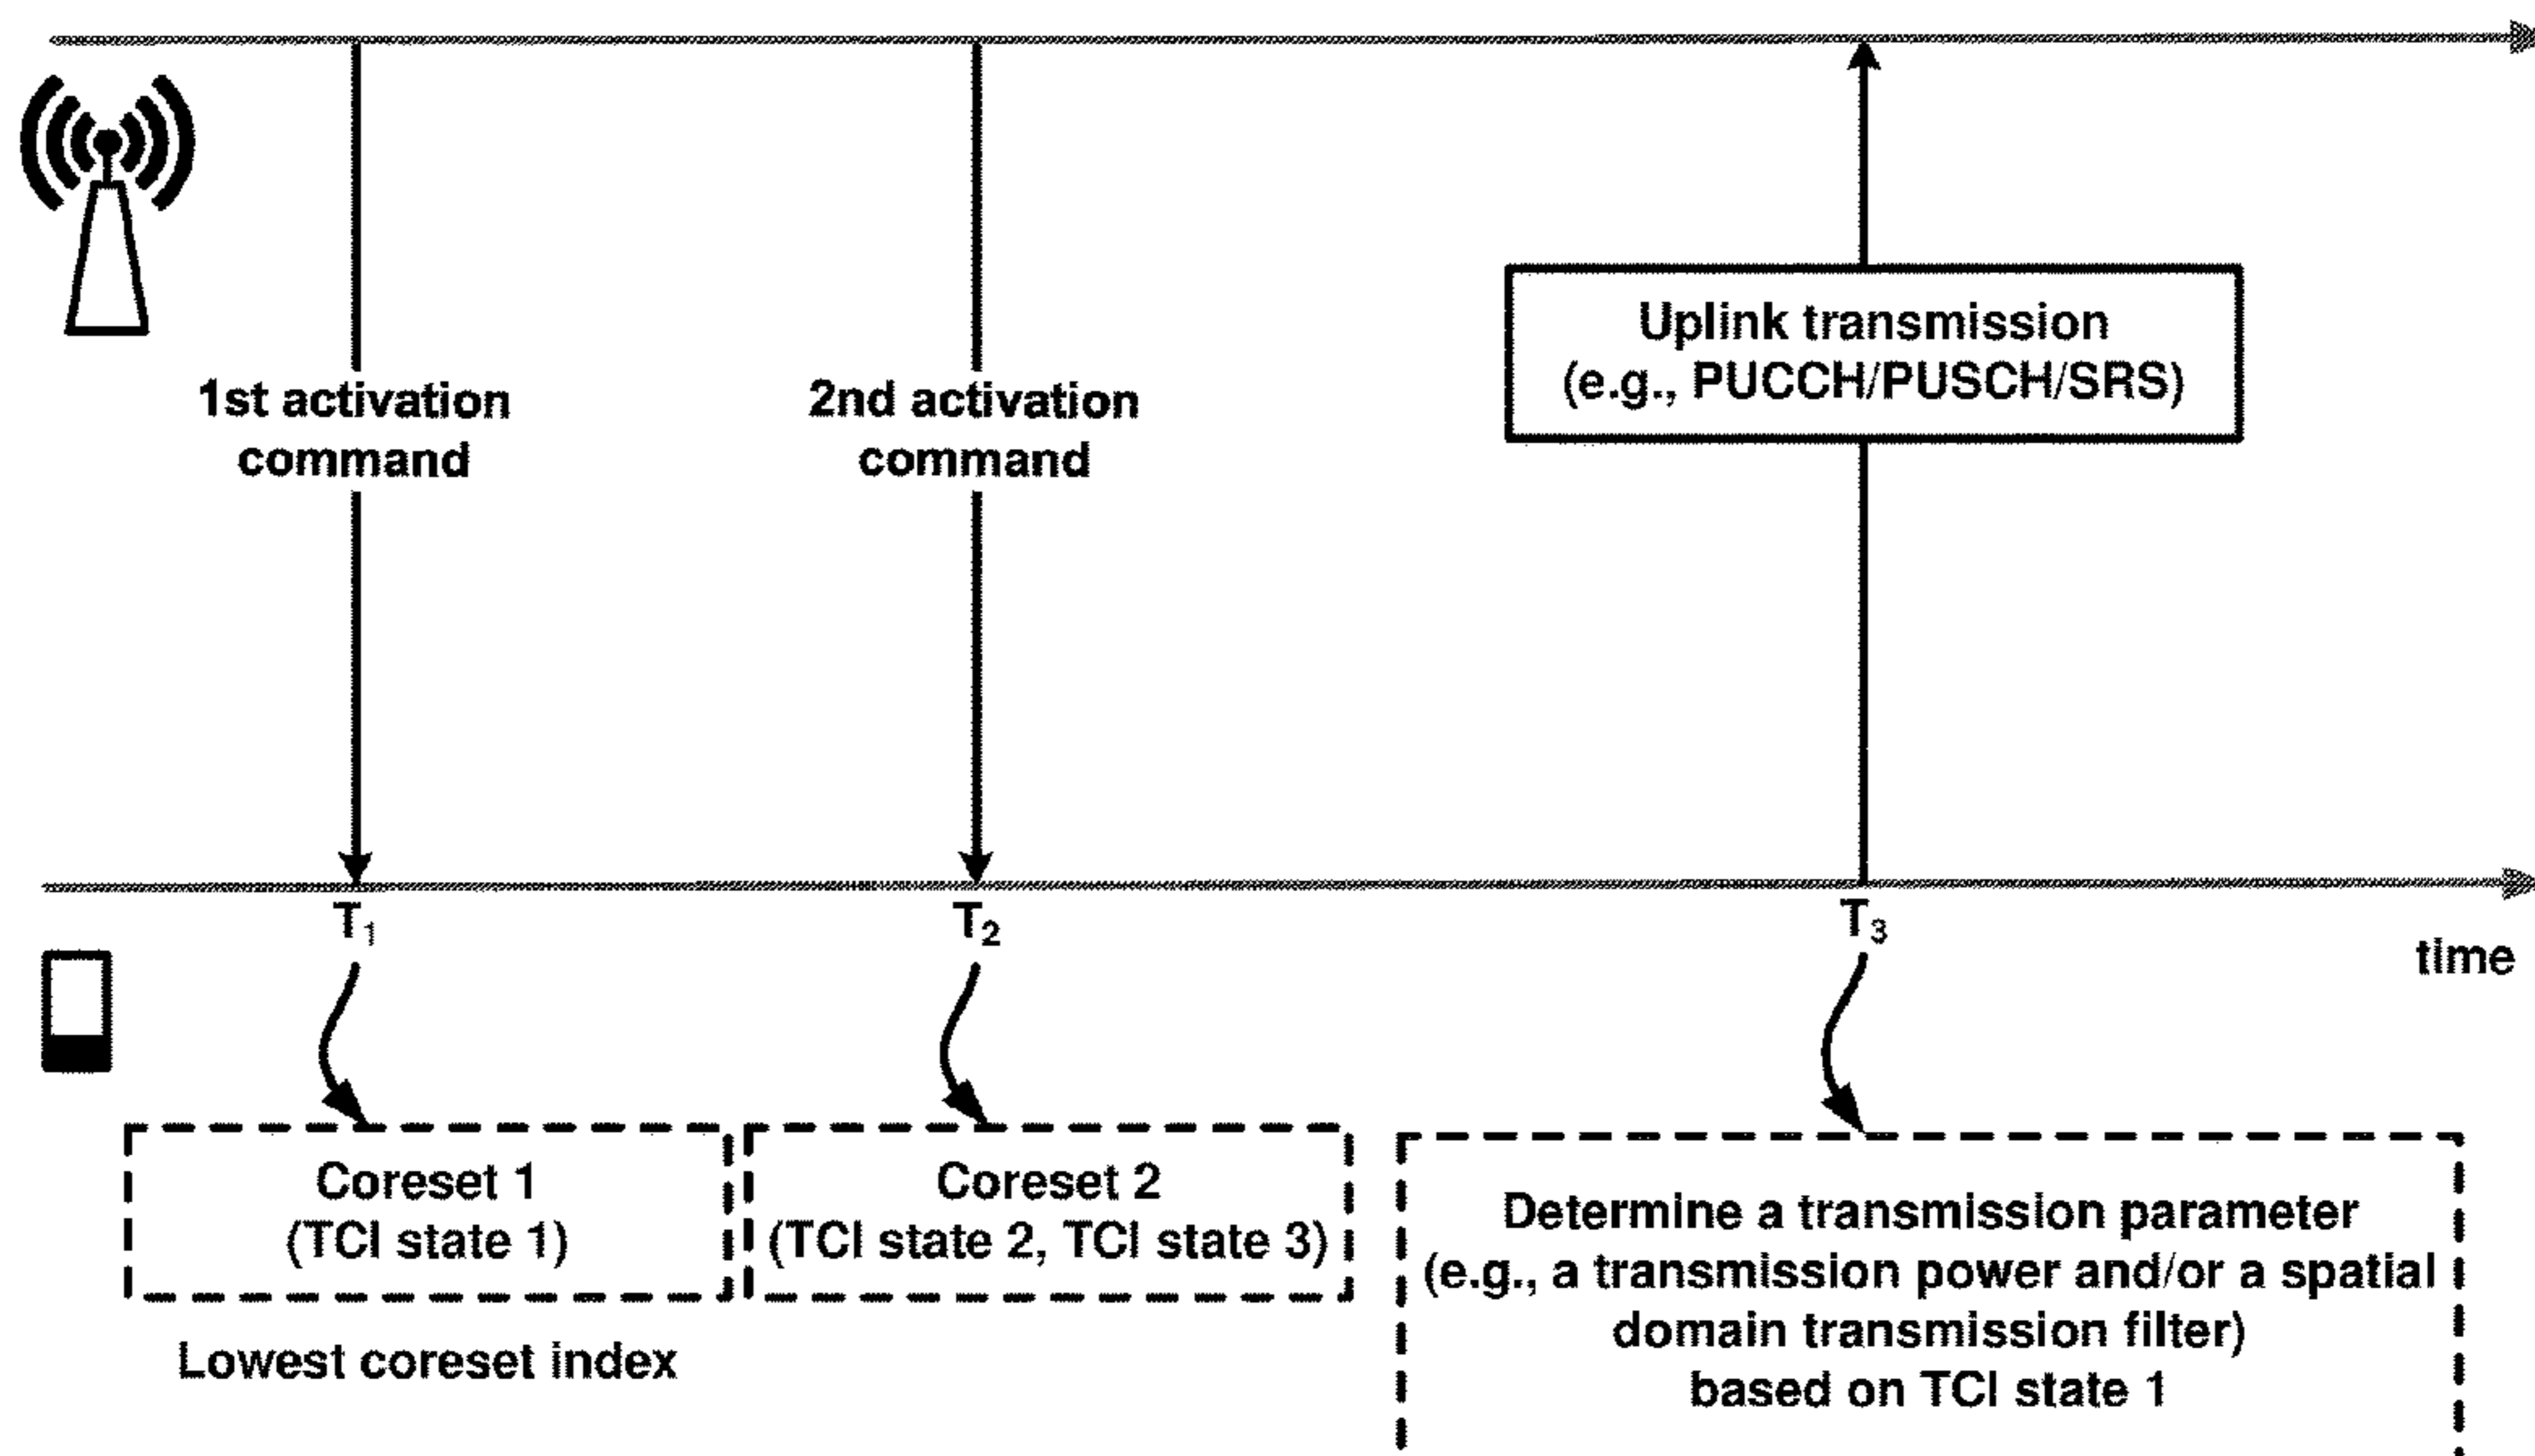 1st activation
command
2nd activation
command
Uplink transmission
(e.g., PUCCH/PUSCH/SRS)
T1
T2
T3
time
Coreset 1
(TCI state 1)
Lowest coreset index
Coreset 2
(TCI state 2, TCI state 3)
Determine a transmission parameter
(e.g., a transmission power and/or a spatial
domain transmission filter)
based on TCI state 1